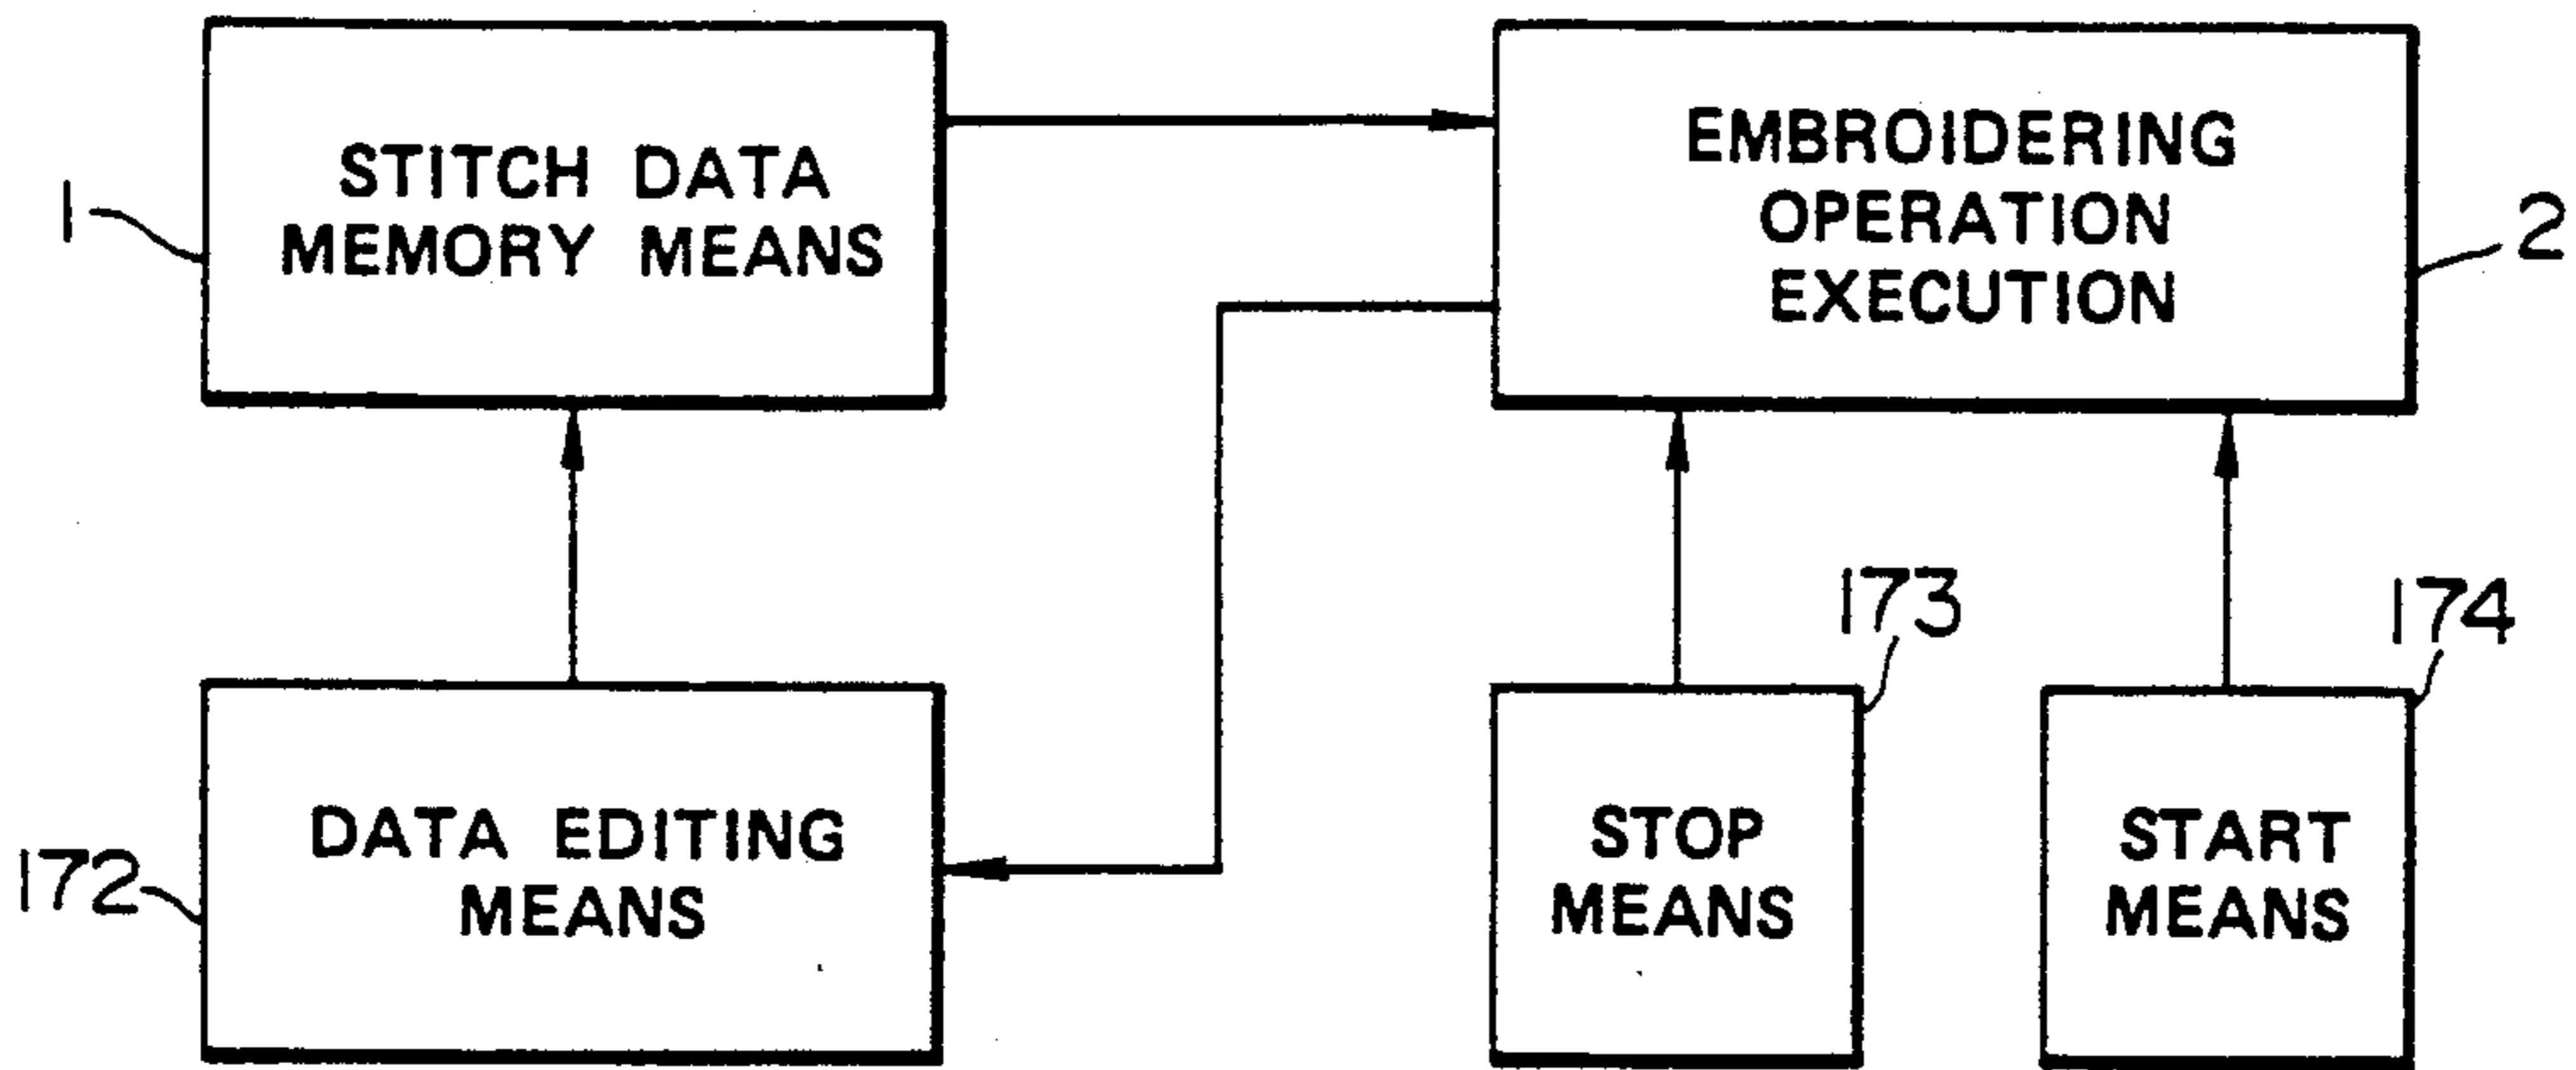 STITCH DATA
MEMORY MEANS
1
EMBROIDERING
OPERATION
EXECUTION
2
DATA EDITING
MEANS
172
STOP
MEANS
173
START
MEANS
174